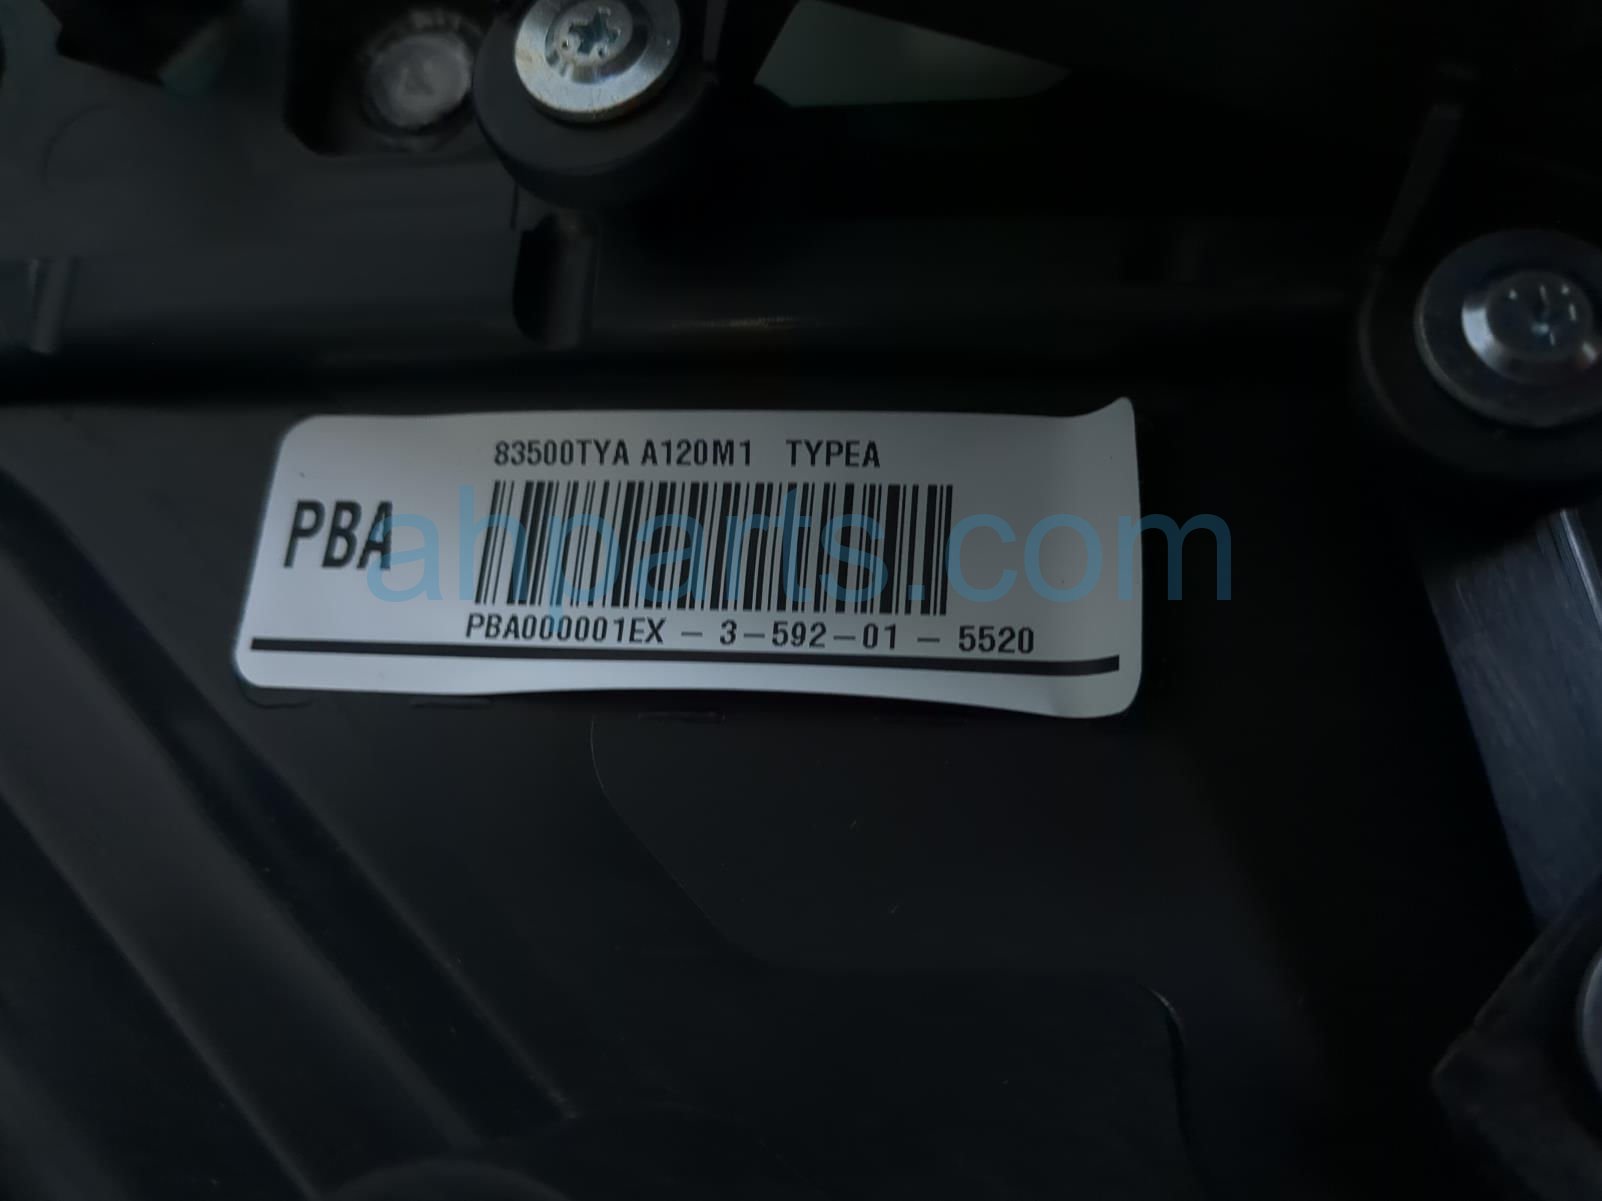 83500TYA A120M1 TYPEA
PBA
ahparts.com
PBA000001EX - 3-592-01 - 5520